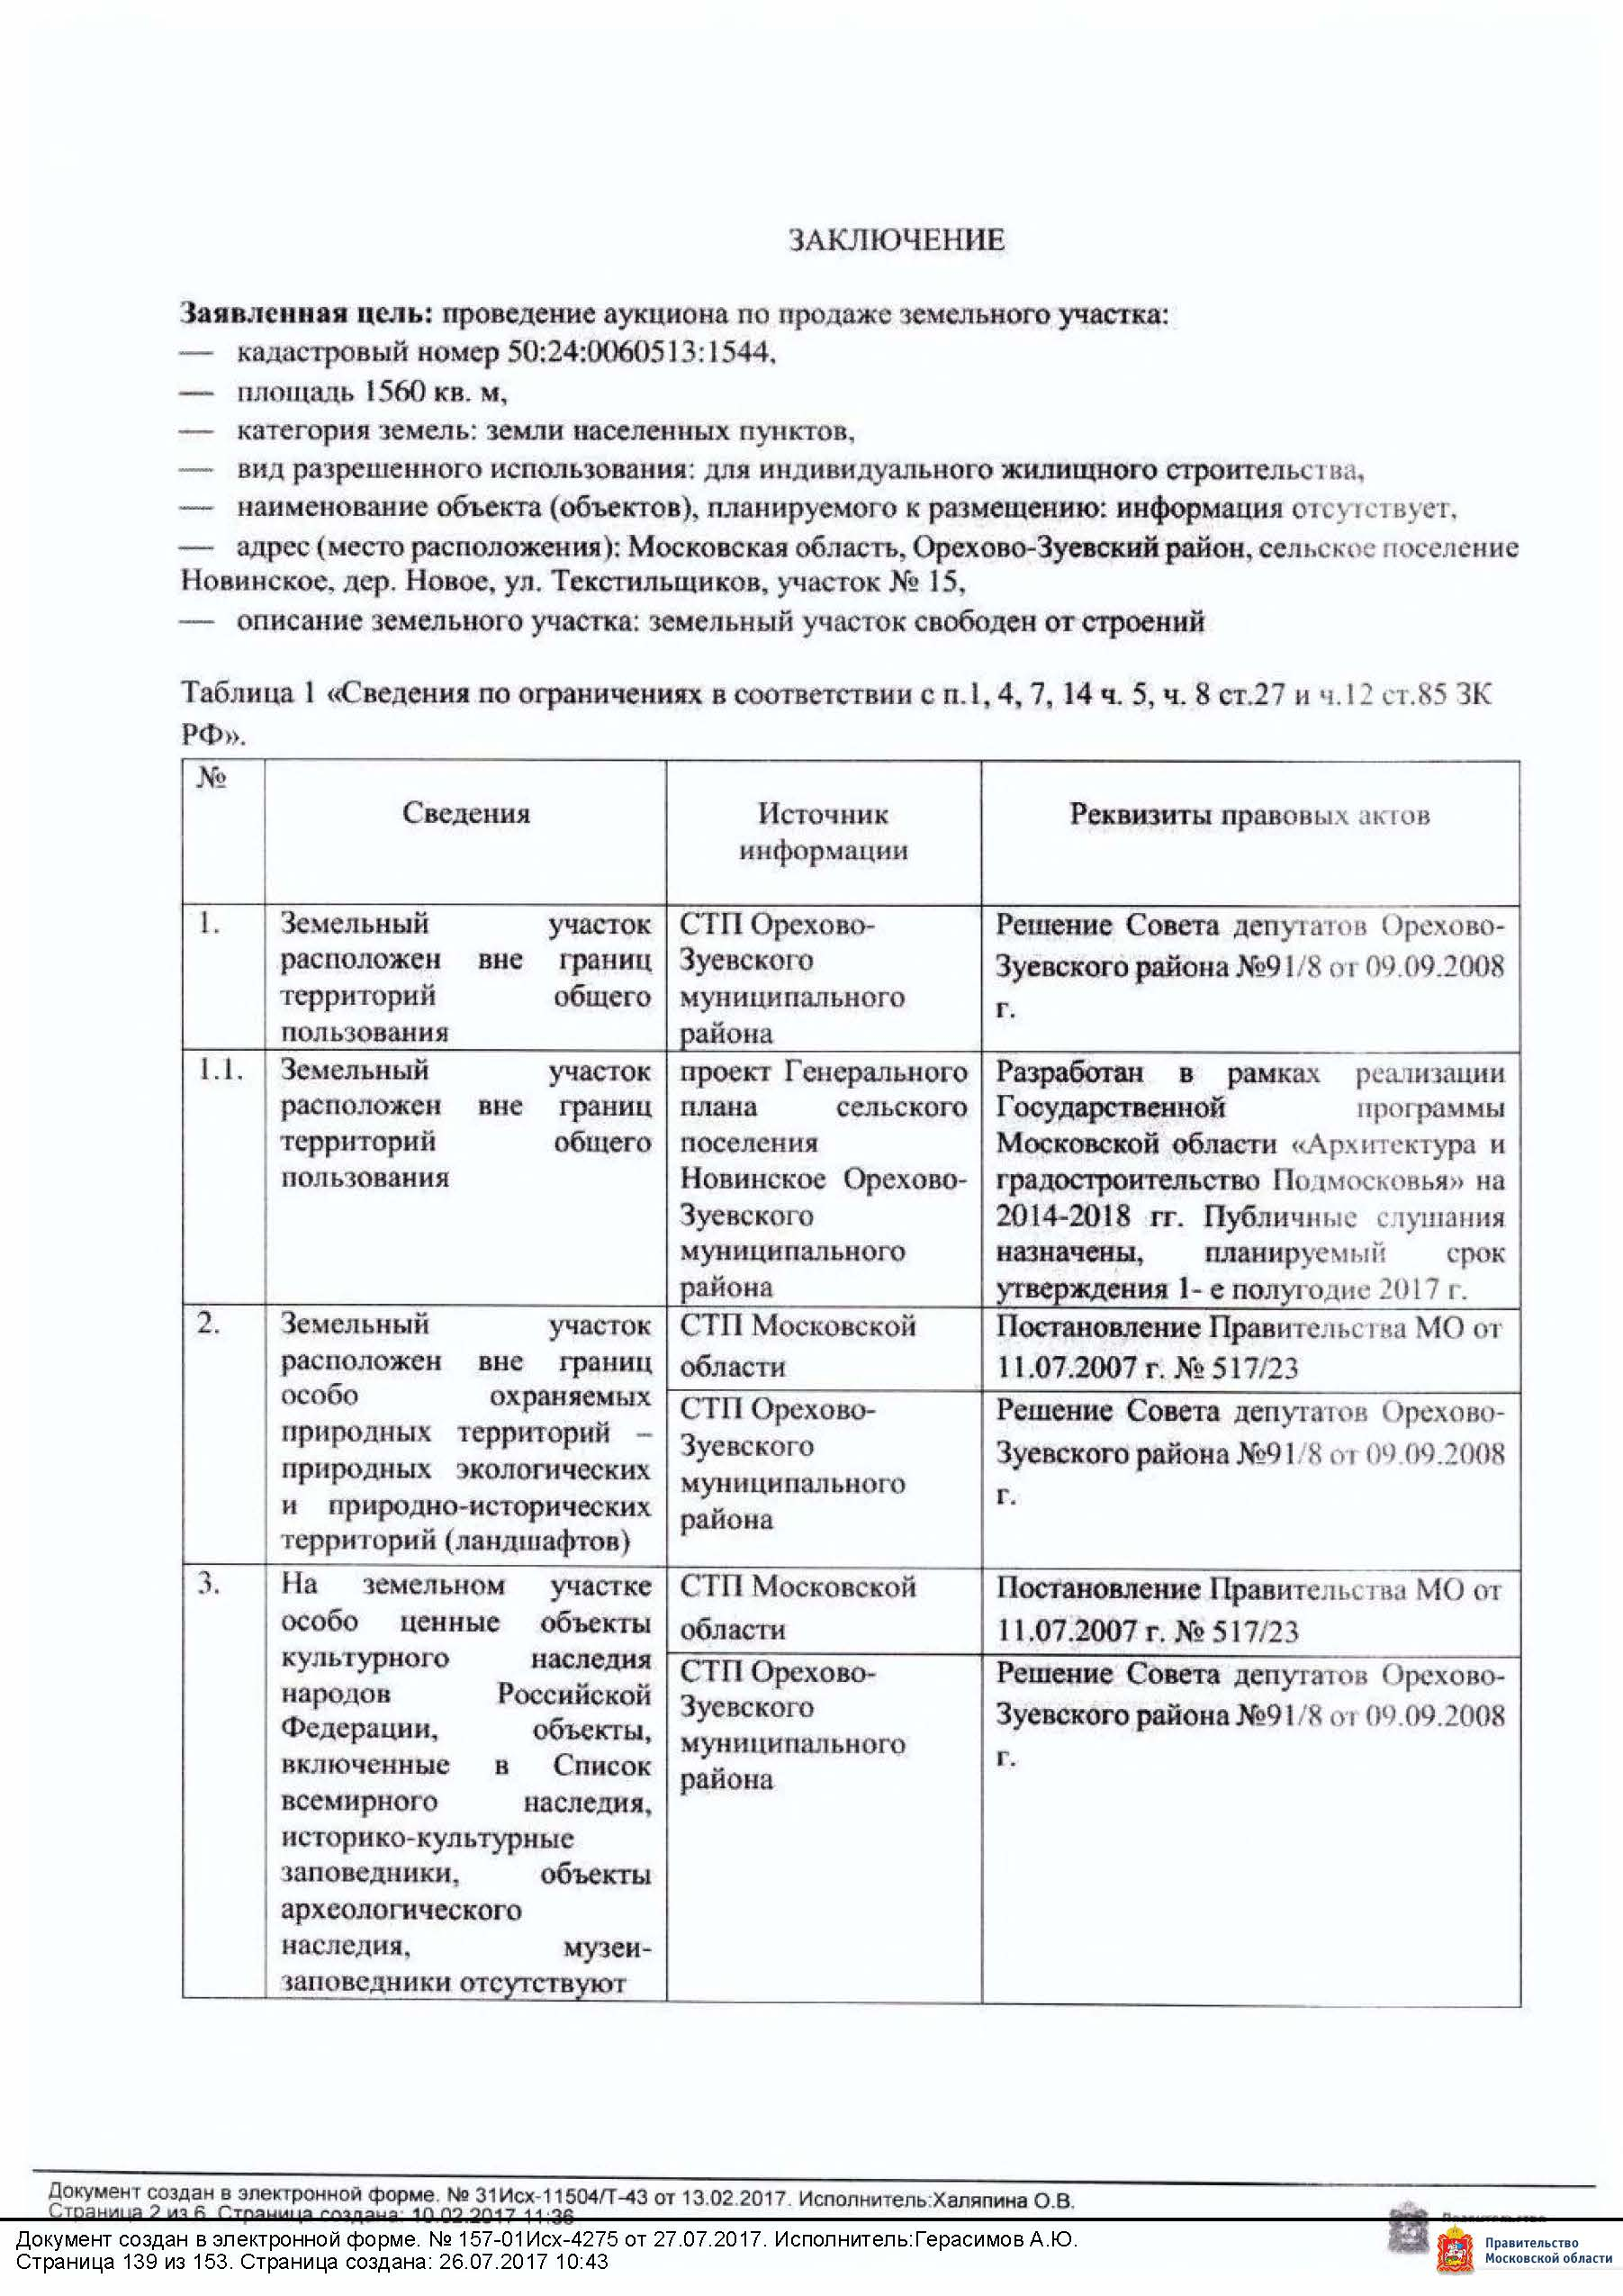 ЗАКЛЮЧЕНИЕ
Заявленная цель: проведение аукциона по продаже земельного участка:
— кадастровый номер 50:24:0060513:1544,
— площадь 1560 кв. м,
— категория земель: земли населенных пунктов,
— вид разрешенного использования: для индивидуального жилищного строительства,
— наименование объекта (объектов), планируемого к размещению: информация отсутствует,
— адрес (место расположения): Московская область, Орехово-Зуевский район, сельское поселение
Новинское, дер. Новое, ул. Текстильщиков, участок № 15,
— описание земельного участка: земельный участок свободен от строений
Таблица 1 «Сведения по ограничениях в соответствии с п.1, 4, 7, 14 ч. 5, ч. 8 ст.27 и ч.12 ст.85 ЗК
РФ».
№
Сведения
Источник
информации
Реквизиты правовых актов
1.
Земельный участок
расположен вне границ
территорий общего
пользования
СТП Орехово-
Зуевского
муниципального
района
Решение Совета депутатов Орехово-
Зуевского района №91/8 от 09.09.2008
г.
1.1.
Земельный участок
расположен вне границ
территорий общего
пользования
проект Генерального
плана сельского
поселения
Новинское Орехово-
Зуевского
муниципального
района
Разработан в рамках реализации
Государственной программы
Московской области «Архитектура и
градостроительство Подмосковья» на
2014-2018 гг. Публичные слушания
назначены, планируемый срок
утверждения 1- е полугодие 2017 г.
2.
Земельный участок
расположен вне границ
особо охраняемых
природных территорий –
природных экологических
и природно-исторических
территорий (ландшафтов)
СТП Московской
области
Постановление Правительства МО от
11.07.2007 г. № 517/23
СТП Орехово-
Зуевского
муниципального
района
Решение Совета депутатов Орехово-
Зуевского района №91/8 от 09.09.2008
г.
3.
На земельном участке
особо ценные объекты
культурного наследия
народов Российской
Федерации, объекты,
включенные в Список
всемирного наследия,
историко-культурные
заповедники, объекты
археологического
наследия, музеи-
заповедники отсутствуют
СТП Московской
области
Постановление Правительства МО от
11.07.2007 г. № 517/23
СТП Орехово-
Зуевского
муниципального
района
Решение Совета депутатов Орехово-
Зуевского района №91/8 от 09.09.2008
г.
Документ создан в электронной форме. № 31Исх-11504/Т-43 от 13.02.2017. Исполнитель:Халяпина О.В.
Страница 2 из 6. Страница создана: 10.02.2017 11:36
Документ создан в электронной форме. № 157-01Исх-4275 от 27.07.2017. Исполнитель:Герасимов А.Ю.
Страница 139 из 153. Страница создана: 26.07.2017 10:43
Правительство
Московской области